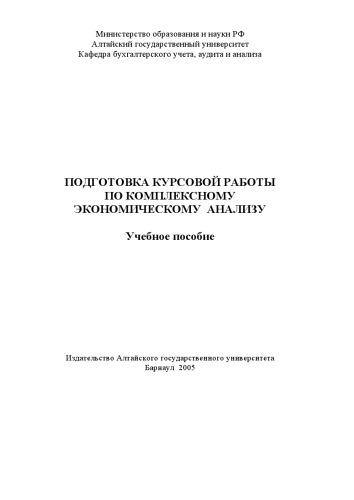 Министерство образования и науки РФ
Алтайский государственный университет
Кафедра бухгалтерского учета, аудита и анализа
ПОДГОТОВКА КУРСОВОЙ РАБОТЫ
ПО КОМПЛЕКСНОМУ
ЭКОНОМИЧЕСКОМУ АНАЛИЗУ
Учебное пособие
Издательство Алтайского государственного университета
Барнаул 2005